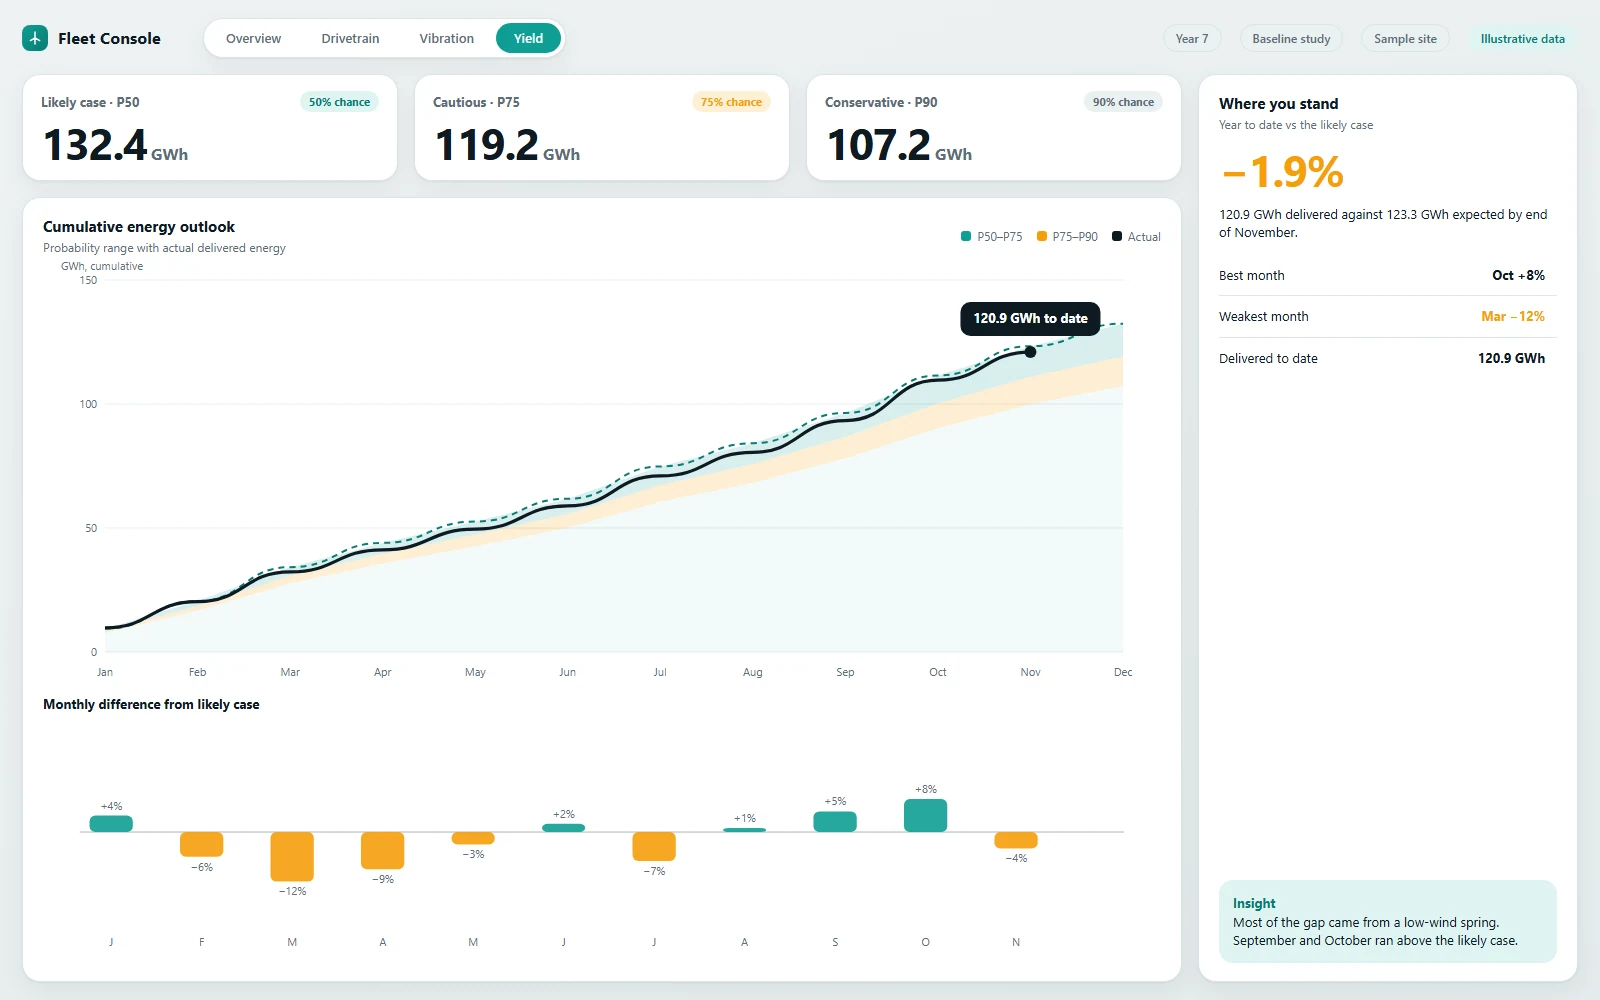 Fleet Console
Overview
Drivetrain
Vibration
Yield
Year 7
Baseline study
Sample site
Illustrative data
Likely case · P50
50% chance
132.4 GWh
Cautious · P75
75% chance
119.2 GWh
Conservative · P90
90% chance
107.2 GWh
Cumulative energy outlook
Probability range with actual delivered energy
P50–P75
P75–P90
Actual
GWh, cumulative
150
100
50
0
120.9 GWh to date
Jan
Feb
Mar
Apr
May
Jun
Jul
Aug
Sep
Oct
Nov
Dec
Monthly difference from likely case
+4%
−6%
−12%
−9%
−3%
+2%
−7%
+1%
+5%
+8%
−4%
J
F
M
A
M
J
J
A
S
O
N
Where you stand
Year to date vs the likely case
−1.9%
120.9 GWh delivered against 123.3 GWh expected by end
of November.
Best month
Oct +8%
Weakest month
Mar −12%
Delivered to date
120.9 GWh
Insight
Most of the gap came from a low-wind spring.
September and October ran above the likely case.